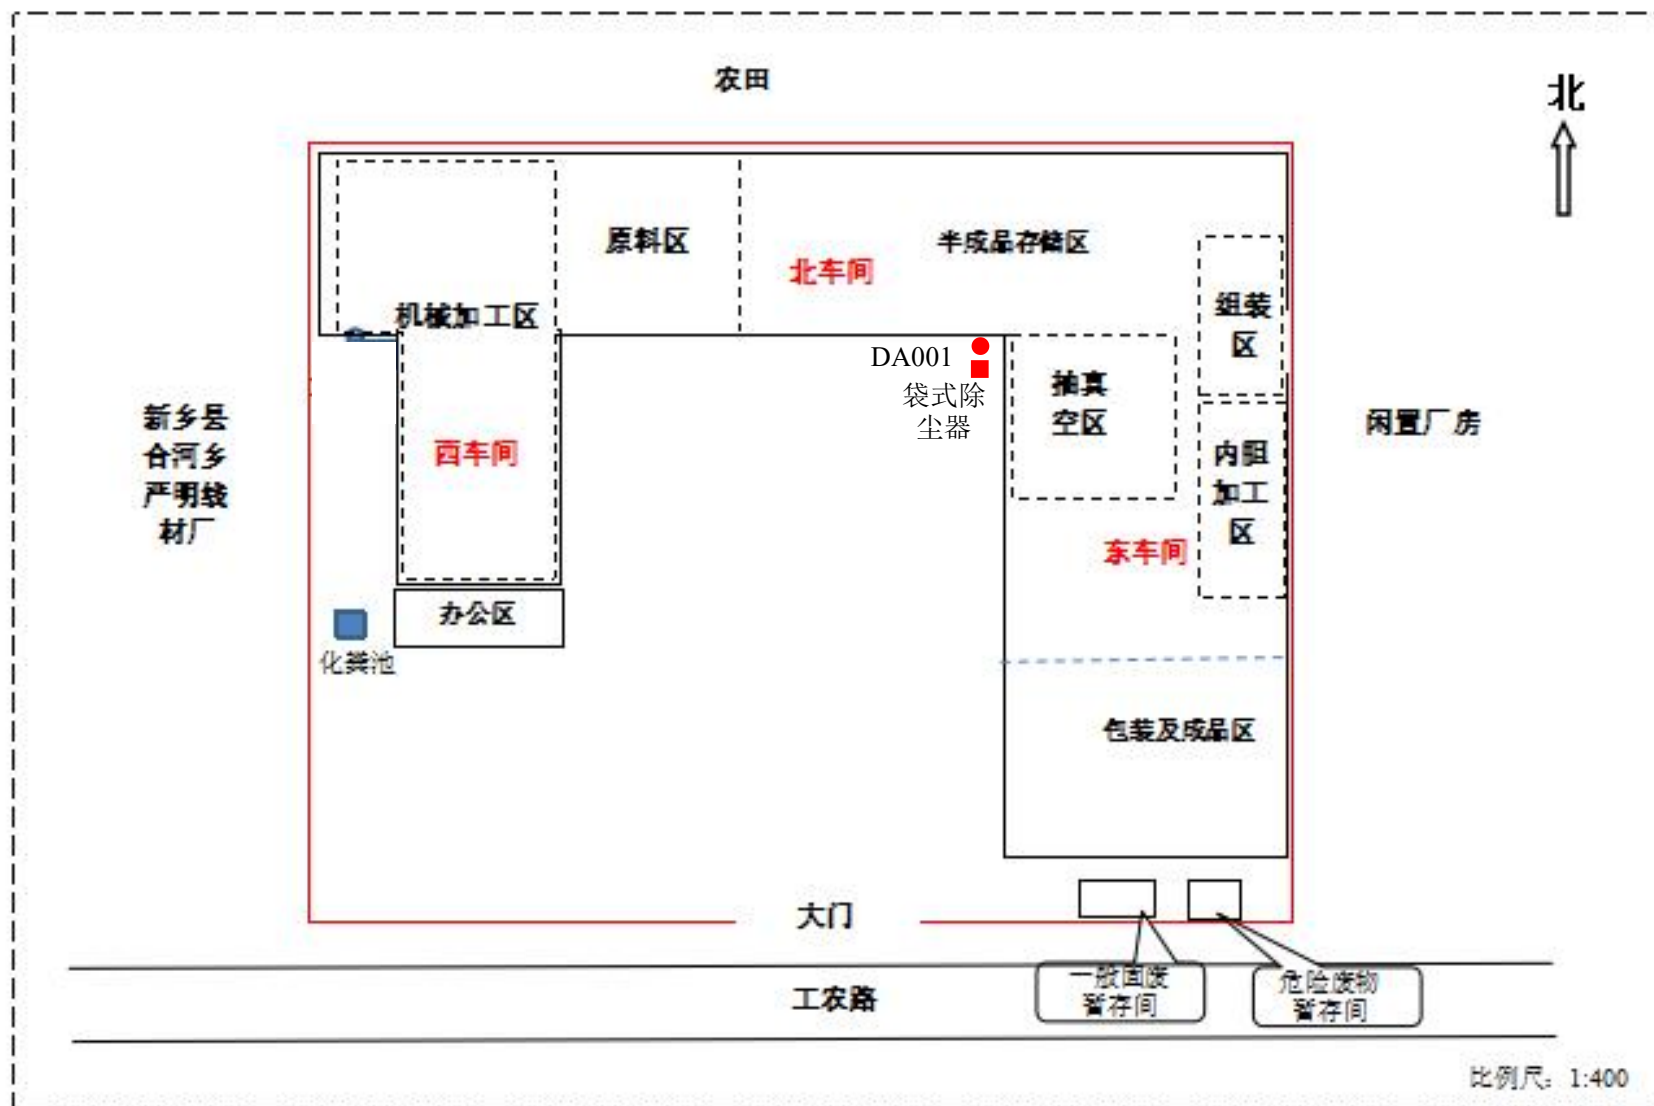 农田
北
原料区
半成品存储区
北车间
机械加工区
组装
区
DA001
袋式除
尘器
抽真
空区
新乡县
合河乡
严明线
材厂
西车间
闲置厂房
内胆
加工
区
东车间
办公区
化粪池
包装及成品区
大门
一般固废
暂存间
危险废物
暂存间
工农路
比例尺：1:400